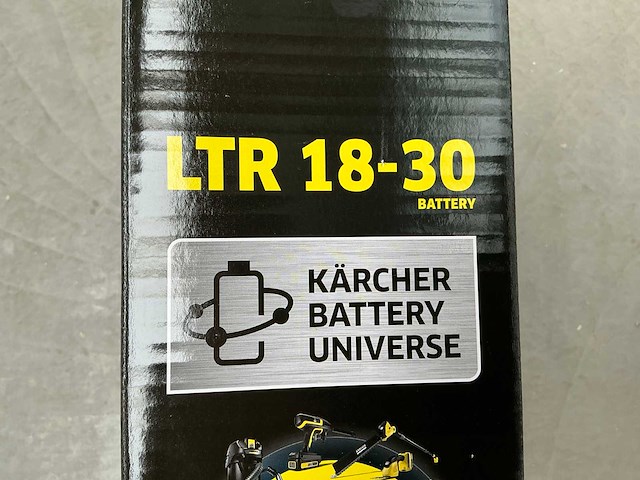 LTR 18-30
BATTERY
KÄRCHER
BATTERY
UNIVERSE